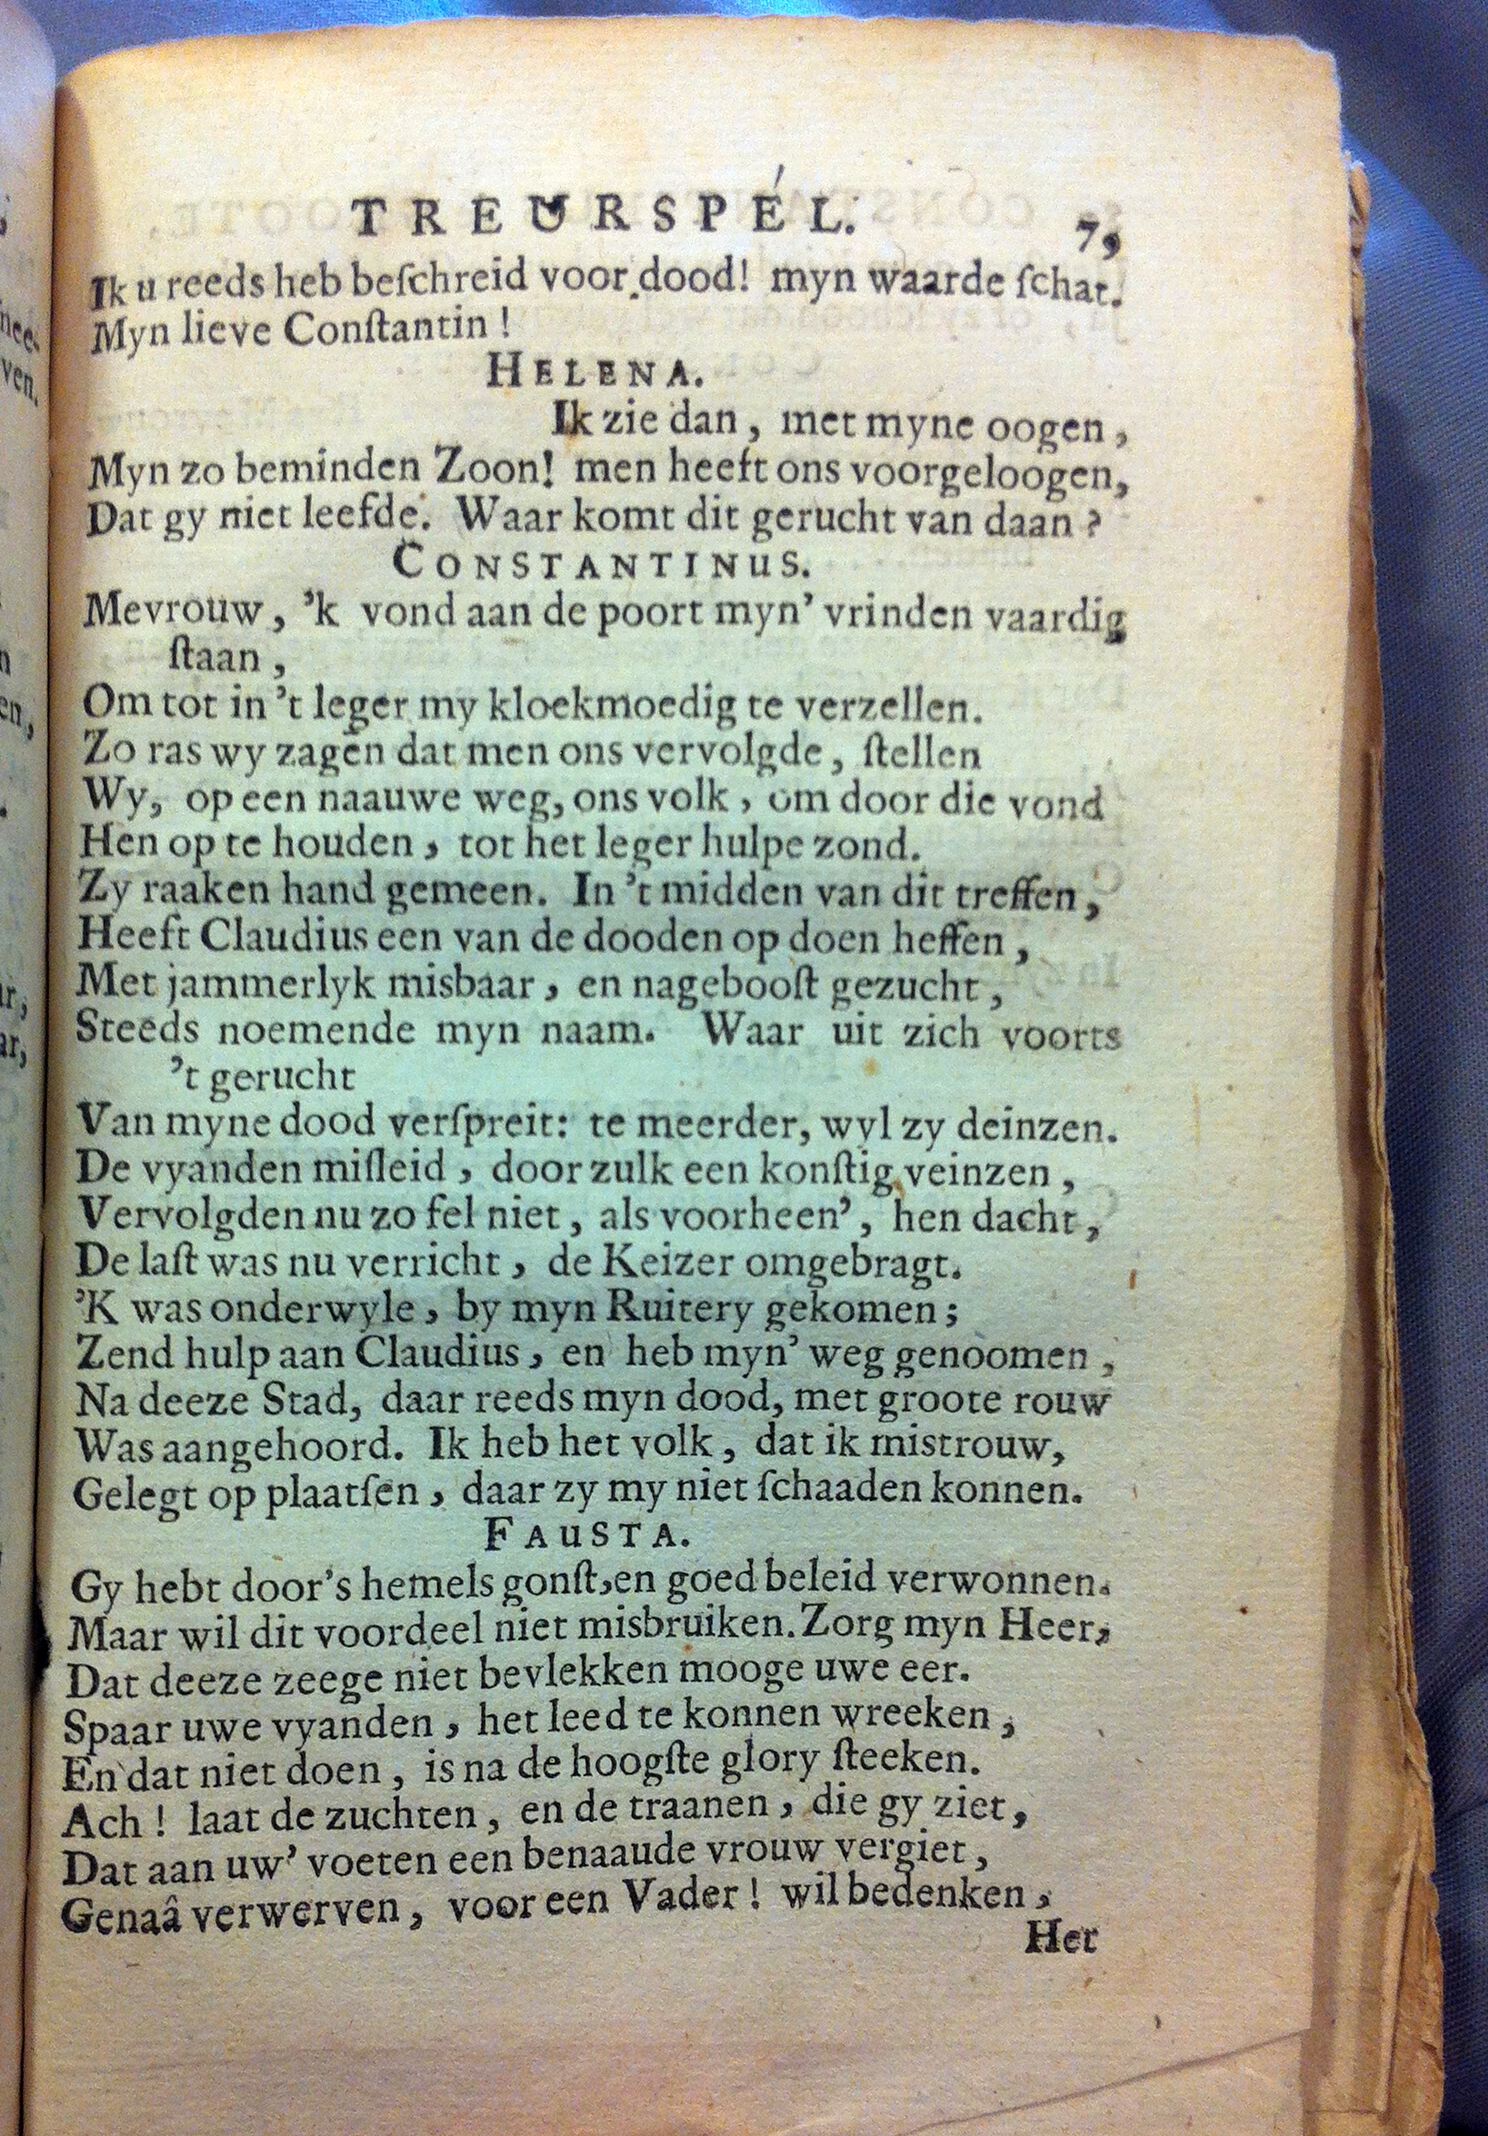 TREURSPÉL. 79
Ik u reeds heb beſchreid voor dood! myn waarde ſchat.
Myn lieve Conſtantin!
HELENA.
Ik zie dan, met myne oogen,
Myn zo beminden Zoon! men heeft ons voorgeloogen,
Dat gy niet leefde. Waar komt dit gerucht van daan?
CONSTANTINUS.
Mevrouw, 'k vond aan de poort myn' vrinden vaardig
ſtaan,
Om tot in 't leger my kloekmoedig te verzellen.
Zo ras wy zagen dat men ons vervolgde, ſtellen
Wy, op een naauwe weg, ons volk, om door die vond
Hen op te houden, tot het leger hulpe zond.
Zy raaken hand gemeen. In 't midden van dit treffen,
Heeft Claudius een van de dooden op doen heffen,
Met jammerlyk misbaar, en nagebooſt gezucht,
Steeds noemende myn naam. Waar uit zich voorts
't gerucht
Van myne dood verſpreit: te meerder, wyl zy deinzen.
De vyanden miſleid, door zulk een konſtig veinzen,
Vervolgden nu zo fel niet, als voorheen', hen dacht,
De laſt was nu verricht, de Keizer omgebragt.
'K was onderwyle, by myn Ruitery gekomen;
Zend hulp aan Claudius, en heb myn' weg genoomen,
Na deeze Stad, daar reeds myn dood, met groote rouw
Was aangehoord. Ik heb het volk, dat ik mistrouw,
Gelegt op plaatſen, daar zy my niet ſchaaden konnen.
FAUSTA.
Gy hebt door's hemels gonſt, en goed beleid verwonnen.
Maar wil dit voordeel niet misbruiken. Zorg myn Heer,
Dat deeze zeege niet bevlekken mooge uwe eer.
Spaar uwe vyanden, het leed te konnen wreeken,
En dat niet doen, is na de hoogſte glory ſteeken.
Ach! laat de zuchten, en de traanen, die gy ziet,
Dat aan uw' voeten een benaaude vrouw vergiet,
Genaâ verwerven, voor een Vader! wil bedenken,
Het